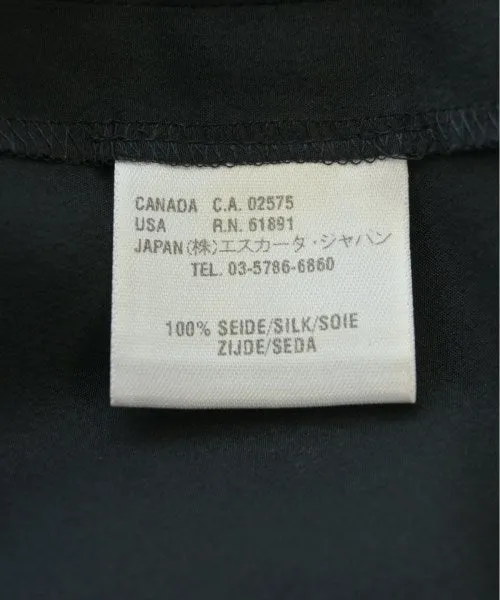 CANADA C.A. 02575
USA R.N. 61891
JAPAN (株)エスカータ・ジャパン
TEL. 03-5786-6860
100% SEIDE/SILK/SOIE
ZIJDE/SEDA